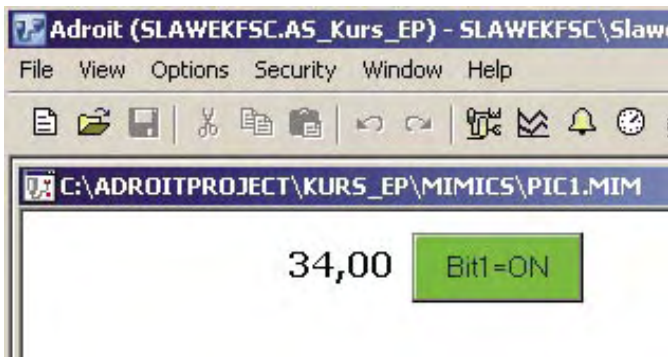 Adroit (SLAWEKFSC.AS_Kurs_EP) - SLAWEKFSC\Slaw
File View Options Security Window Help
C:\ADROITPROJECT\KURS_EP\MIMICS\PIC1.MIM
34,00 Bit1=ON